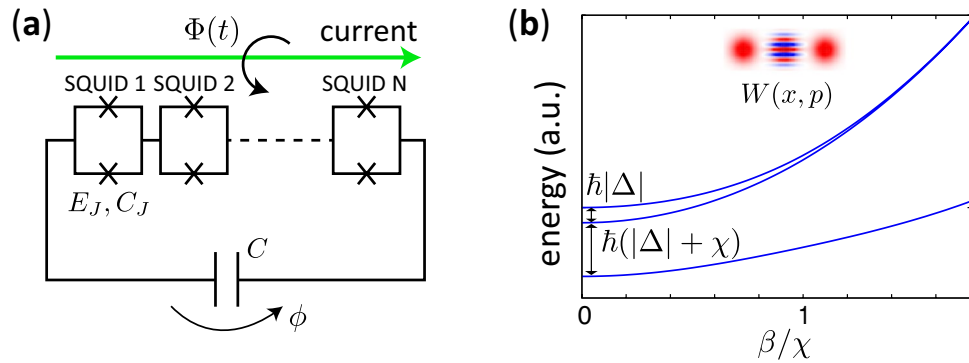 (a)
Φ(t)
current
SQUID 1 SQUID 2 SQUID N
E_J, C_J
C
ϕ
(b)
W(x, p)
energy (a.u.)
ħ|Δ|
ħ(|Δ| + χ)
0 1
β/χ